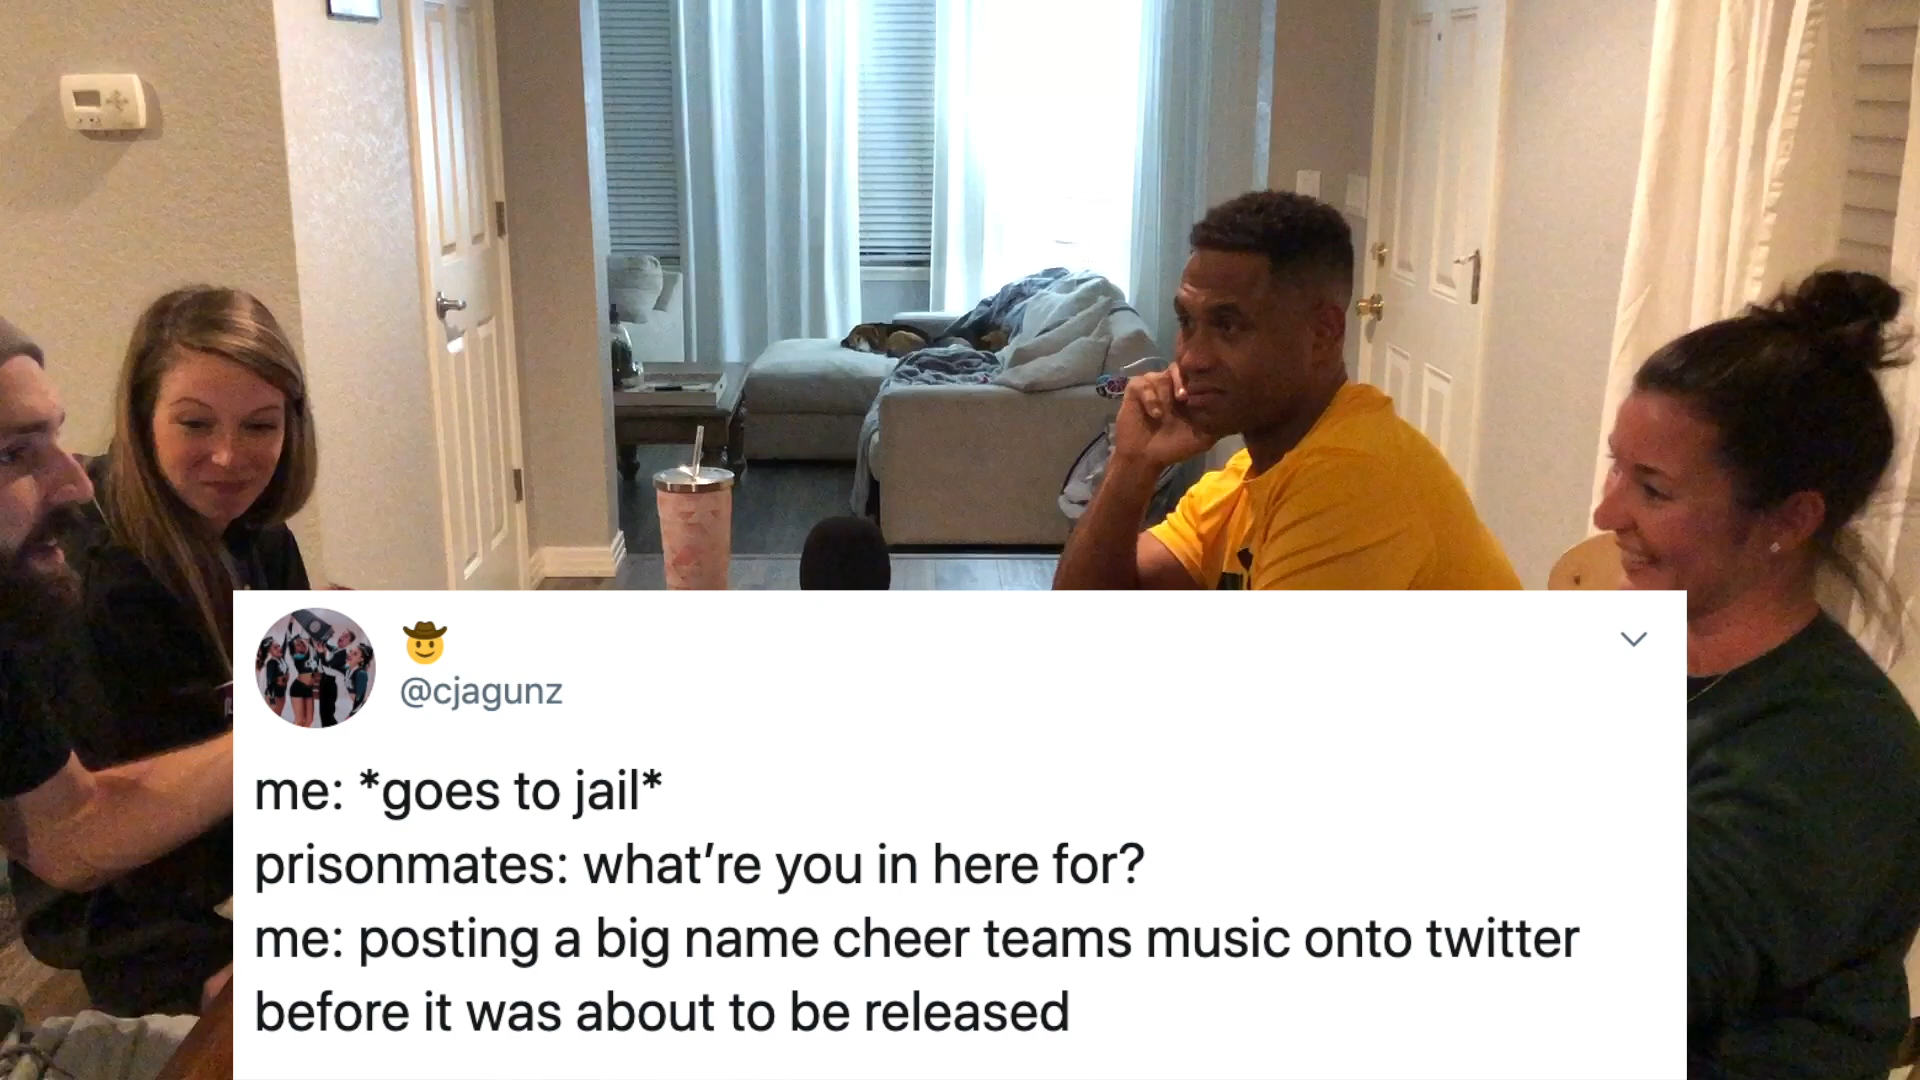 🤠
@cjagunz
me: *goes to jail*
prisonmates: what’re you in here for?
me: posting a big name cheer teams music onto twitter
before it was about to be released